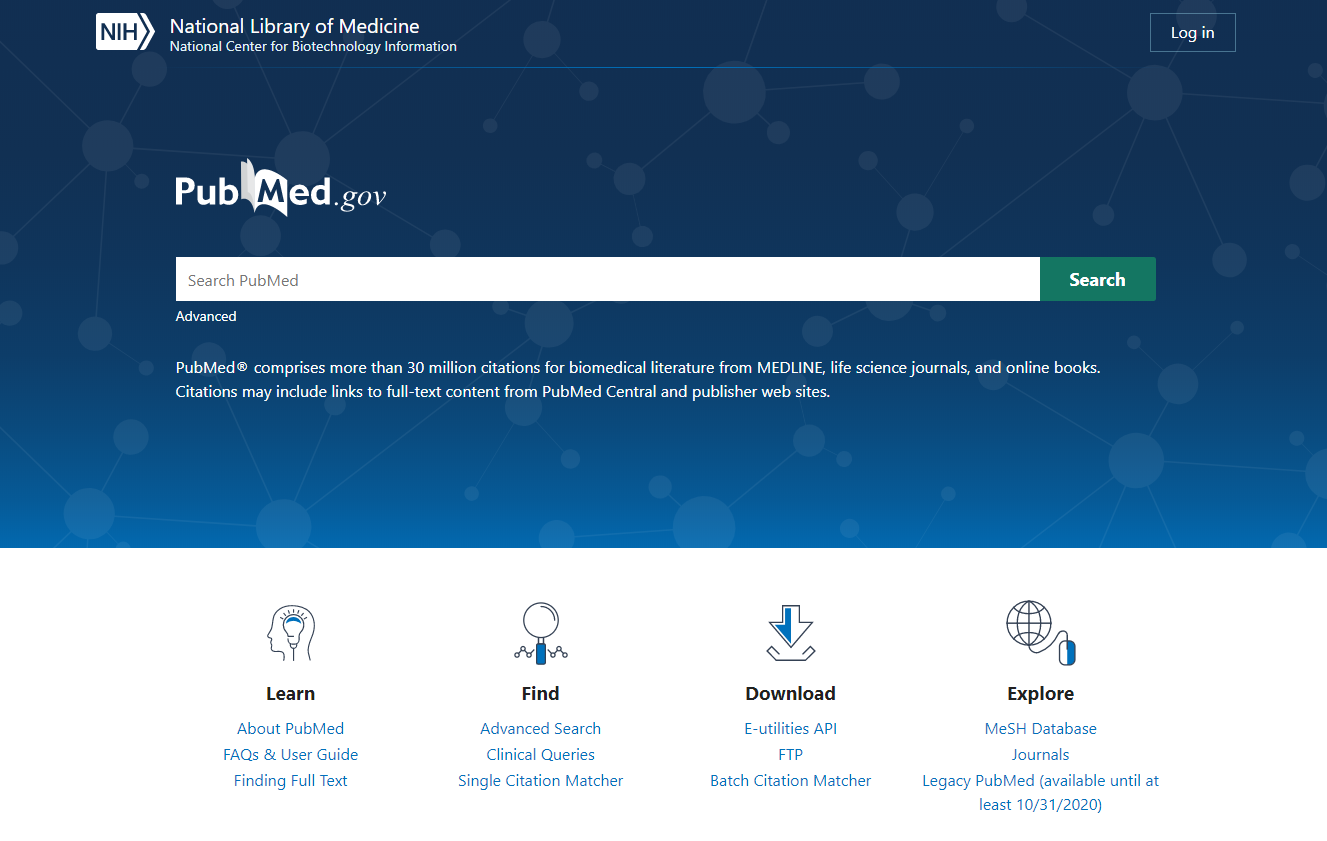 NIH
National Library of Medicine
National Center for Biotechnology Information
Log in
PubMed.gov
Search PubMed
Search
Advanced
PubMed® comprises more than 30 million citations for biomedical literature from MEDLINE, life science journals, and online books.
Citations may include links to full-text content from PubMed Central and publisher web sites.
Learn
About PubMed
FAQs & User Guide
Finding Full Text
Find
Advanced Search
Clinical Queries
Single Citation Matcher
Download
E-utilities API
FTP
Batch Citation Matcher
Explore
MeSH Database
Journals
Legacy PubMed (available until at
least 10/31/2020)